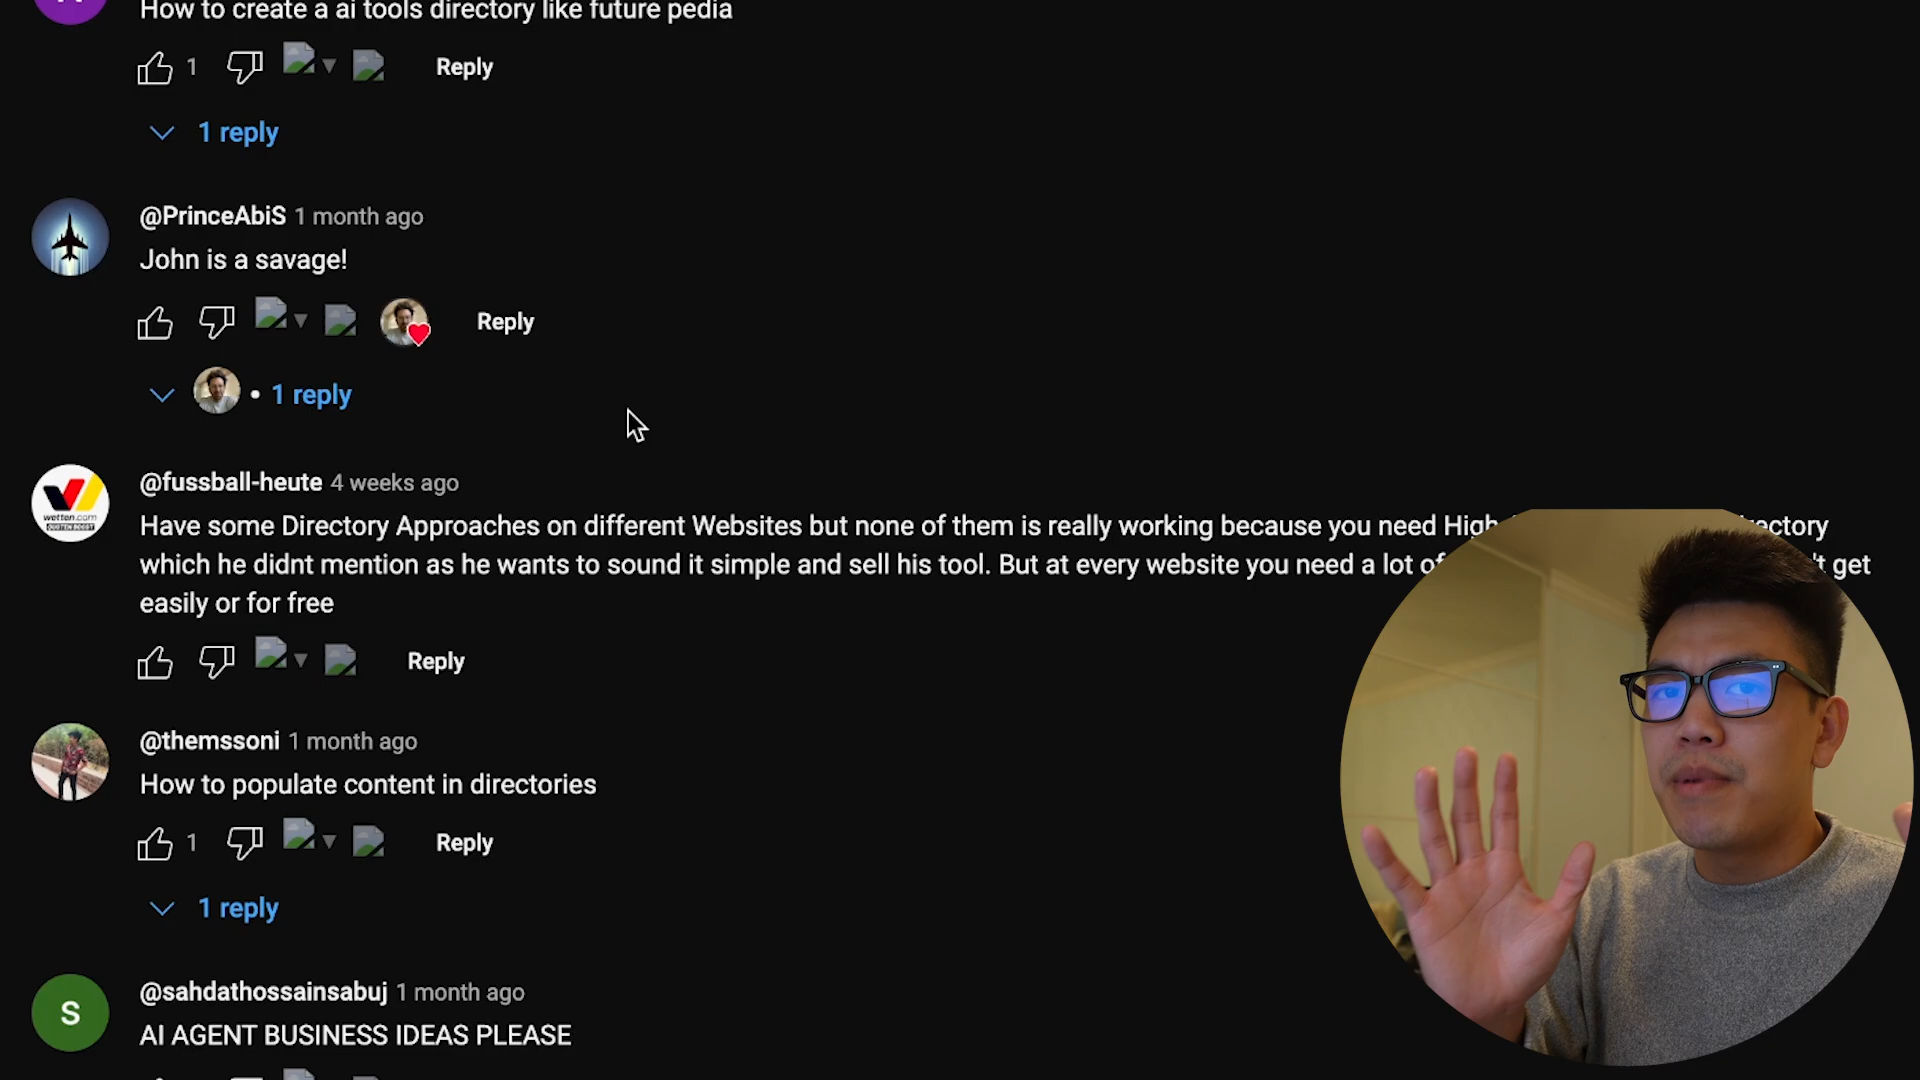 How to create a ai tools directory like future pedia
1 Reply
1 reply
@PrinceAbiS 1 month ago
John is a savage!
Reply
• 1 reply
@fussball-heute 4 weeks ago
Have some Directory Approaches on different Websites but none of them is really working because you need High
which he didnt mention as he wants to sound it simple and sell his tool. But at every website you need a lot of get
easily or for free
wetten.com
Reply
@themssoni 1 month ago
How to populate content in directories
1 Reply
1 reply
S
@sahdathossainsabuj 1 month ago
AI AGENT BUSINESS IDEAS PLEASE